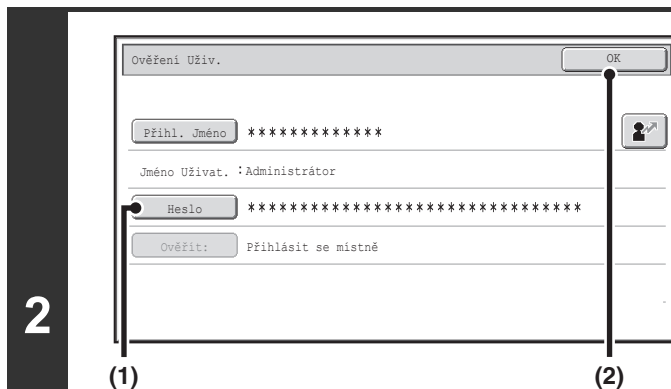 2
Ověření Uživ. OK
Přihl. Jméno *************
Jméno Uživat. :Administrátor
Heslo ********************************
Ověřit: Přihlásit se místně
(1) (2)